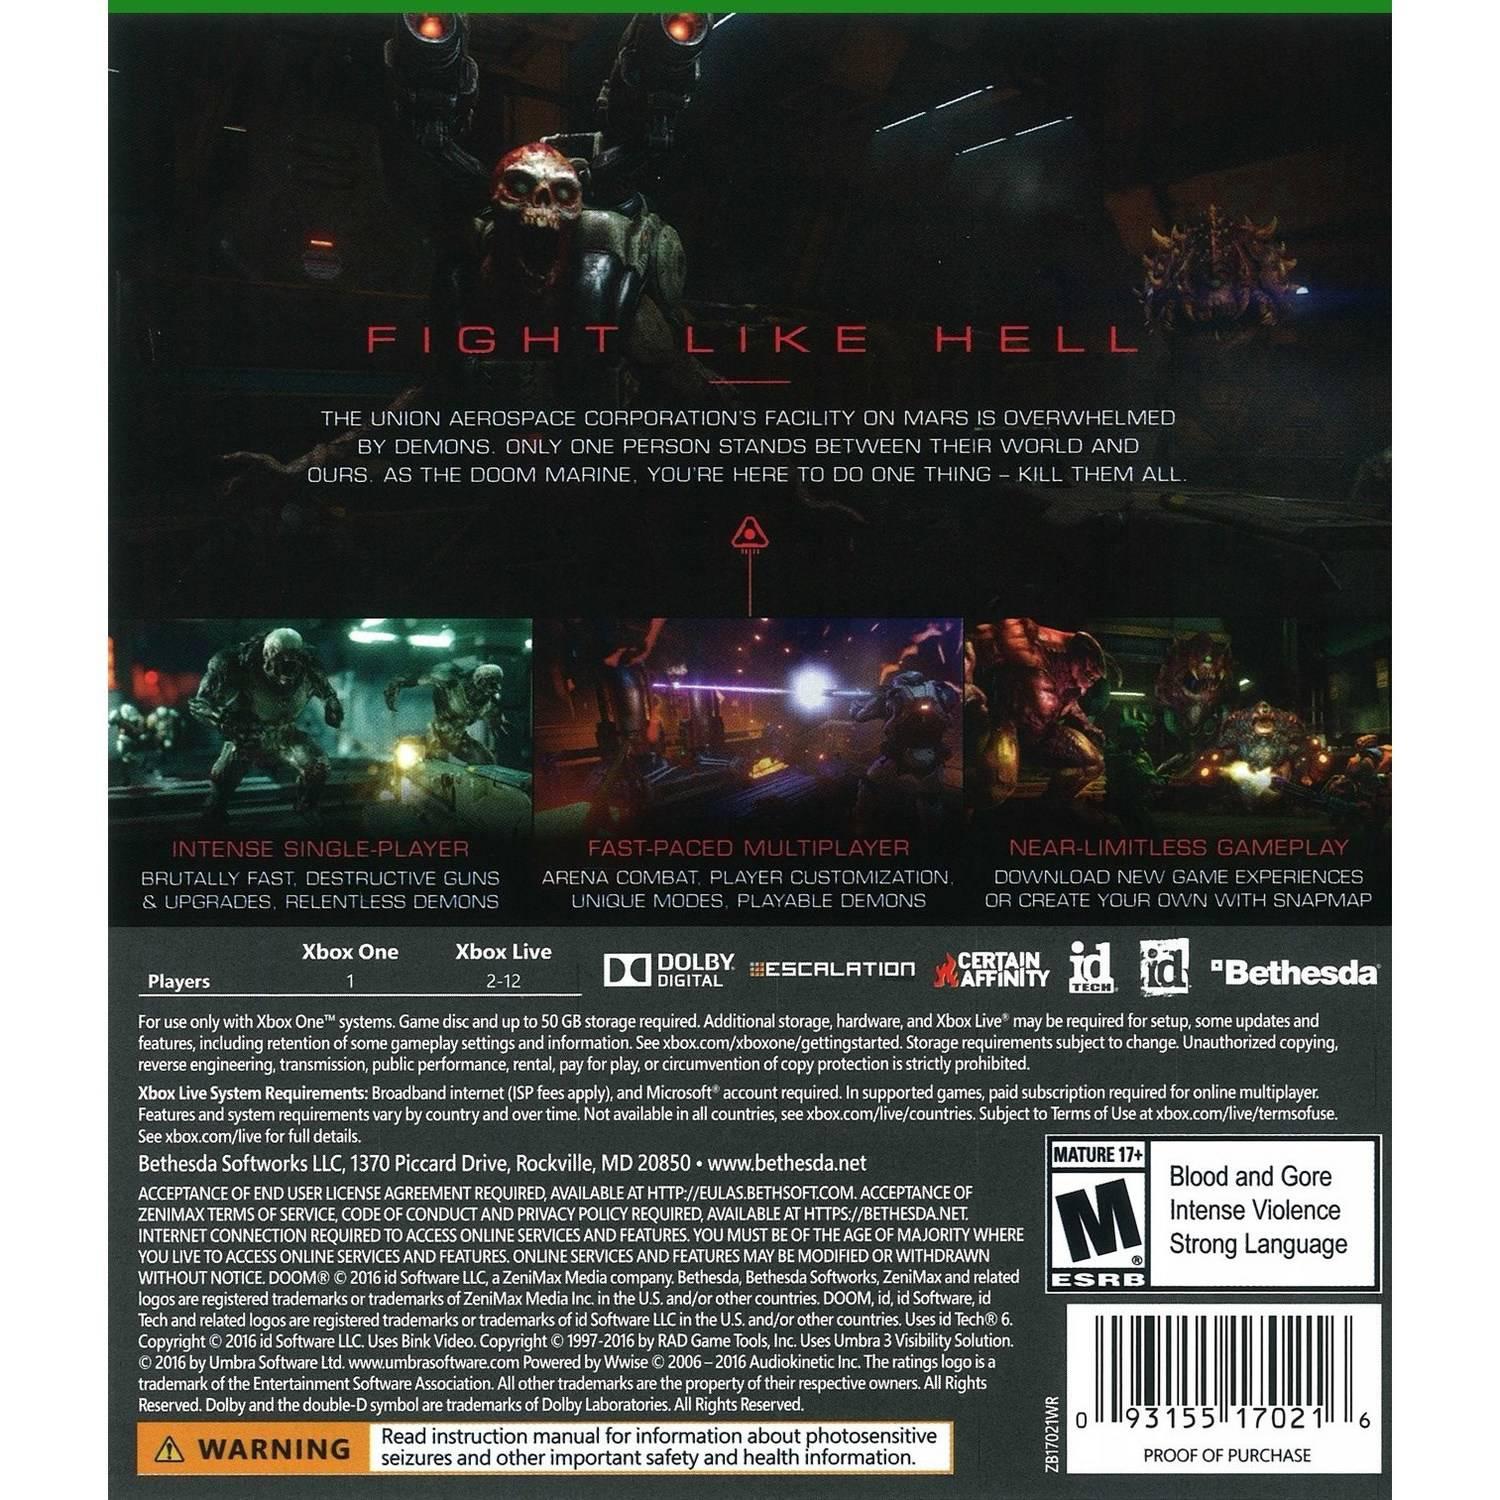 FIGHT LIKE HELL
THE UNION AEROSPACE CORPORATION'S FACILITY ON MARS IS OVERWHELMED
BY DEMONS. ONLY ONE PERSON STANDS BETWEEN THEIR WORLD AND
OURS. AS THE DOOM MARINE, YOU'RE HERE TO DO ONE THING – KILL THEM ALL.
INTENSE SINGLE-PLAYER
BRUTALLY FAST, DESTRUCTIVE GUNS
& UPGRADES, RELENTLESS DEMONS
FAST-PACED MULTIPLAYER
ARENA COMBAT, PLAYER CUSTOMIZATION,
UNIQUE MODES, PLAYABLE DEMONS
NEAR-LIMITLESS GAMEPLAY
DOWNLOAD NEW GAME EXPERIENCES
OR CREATE YOUR OWN WITH SNAPMAP
Xbox One Xbox Live
Players 1 2-12
DOLBY
DIGITAL
ESCALATION
CERTAIN
AFFINITY
id
TECH
id
Bethesda
For use only with Xbox One™ systems. Game disc and up to 50 GB storage required. Additional storage, hardware, and Xbox Live® may be required for setup, some updates and
features, including retention of some gameplay settings and information. See xbox.com/xboxone/gettingstarted. Storage requirements subject to change. Unauthorized copying,
reverse engineering, transmission, public performance, rental, pay for play, or circumvention of copy protection is strictly prohibited.
Xbox Live System Requirements: Broadband internet (ISP fees apply), and Microsoft® account required. In supported games, paid subscription required for online multiplayer.
Features and system requirements vary by country and over time. Not available in all countries, see xbox.com/live/countries. Subject to Terms of Use at xbox.com/live/termsofuse.
See xbox.com/live for full details.
Bethesda Softworks LLC, 1370 Piccard Drive, Rockville, MD 20850 • www.bethesda.net
ACCEPTANCE OF END USER LICENSE AGREEMENT REQUIRED, AVAILABLE AT HTTP://EULAS.BETHSOFT.COM. ACCEPTANCE OF
ZENIMAX TERMS OF SERVICE, CODE OF CONDUCT AND PRIVACY POLICY REQUIRED, AVAILABLE AT HTTPS://BETHESDA.NET.
INTERNET CONNECTION REQUIRED TO ACCESS ONLINE SERVICES AND FEATURES. YOU MUST BE OF THE AGE OF MAJORITY WHERE
YOU LIVE TO ACCESS ONLINE SERVICES AND FEATURES. ONLINE SERVICES AND FEATURES MAY BE MODIFIED OR WITHDRAWN
WITHOUT NOTICE. DOOM® © 2016 id Software LLC, a ZeniMax Media company. Bethesda, Bethesda Softworks, ZeniMax and related
logos are registered trademarks or trademarks of ZeniMax Media Inc. in the U.S. and/or other countries. DOOM, id, id Software, id
Tech and related logos are registered trademarks or trademarks of id Software LLC in the U.S. and/or other countries. Uses id Tech® 6.
Copyright © 2016 id Software LLC. Uses Bink Video. Copyright © 1997-2016 by RAD Game Tools, Inc. Uses Umbra 3 Visibility Solution.
© 2016 by Umbra Software Ltd. www.umbrasoftware.com Powered by Wwise © 2006 – 2016 Audiokinetic Inc. The ratings logo is a
trademark of the Entertainment Software Association. All other trademarks are the property of their respective owners. All Rights
Reserved. Dolby and the double-D symbol are trademarks of Dolby Laboratories. All Rights Reserved.
MATURE 17+
M®
ESRB
Blood and Gore
Intense Violence
Strong Language
WARNING
Read instruction manual for information about photosensitive
seizures and other important safety and health information.
ZB17021WR
0 93155 17021 6
PROOF OF PURCHASE